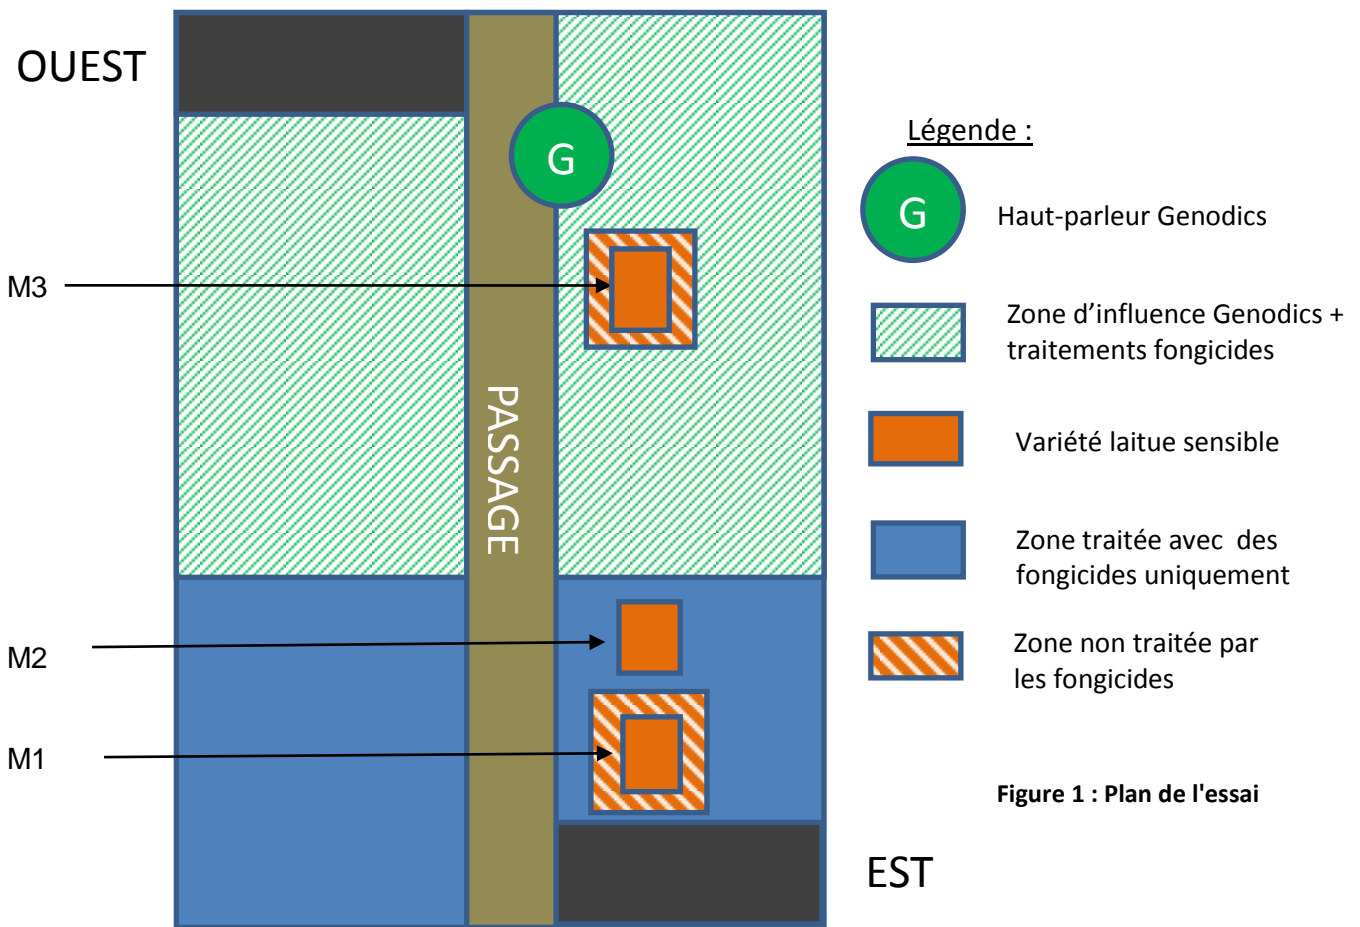 OUEST
G
Légende :
G
Haut-parleur Genodics
M3
Zone d'influence Genodics +
traitements fongicides
PASSAGE
Variété laitue sensible
Zone traitée avec des
fongicides uniquement
M2
Zone non traitée par
les fongicides
M1
Figure 1 : Plan de l'essai
EST